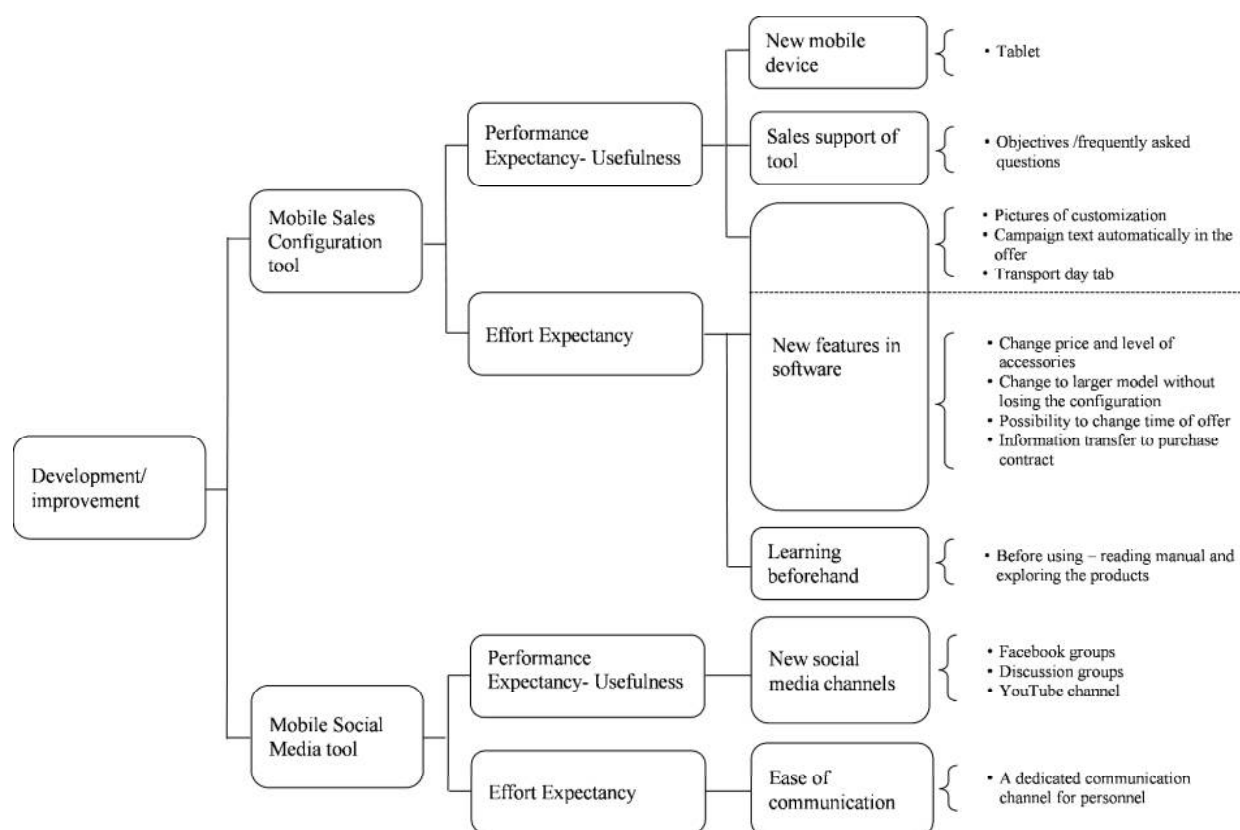 New mobile
device
• Tablet
Performance
Expectancy- Usefulness
Sales support of
tool
• Objectives /frequently asked
questions
Mobile Sales
Configuration
tool
• Pictures of customization
• Campaign text automatically in the
offer
• Transport day tab
Effort Expectancy
New features in
software
• Change price and level of
accessories
• Change to larger model without
losing the configuration
• Possibility to change time of offer
• Information transfer to purchase
contract
Development/
improvement
Learning
beforehand
• Before using – reading manual and
exploring the products
Performance
Expectancy- Usefulness
New social
media channels
• Facebook groups
• Discussion groups
• YouTube channel
Mobile Social
Media tool
Effort Expectancy
Ease of
communication
• A dedicated communication
channel for personnel